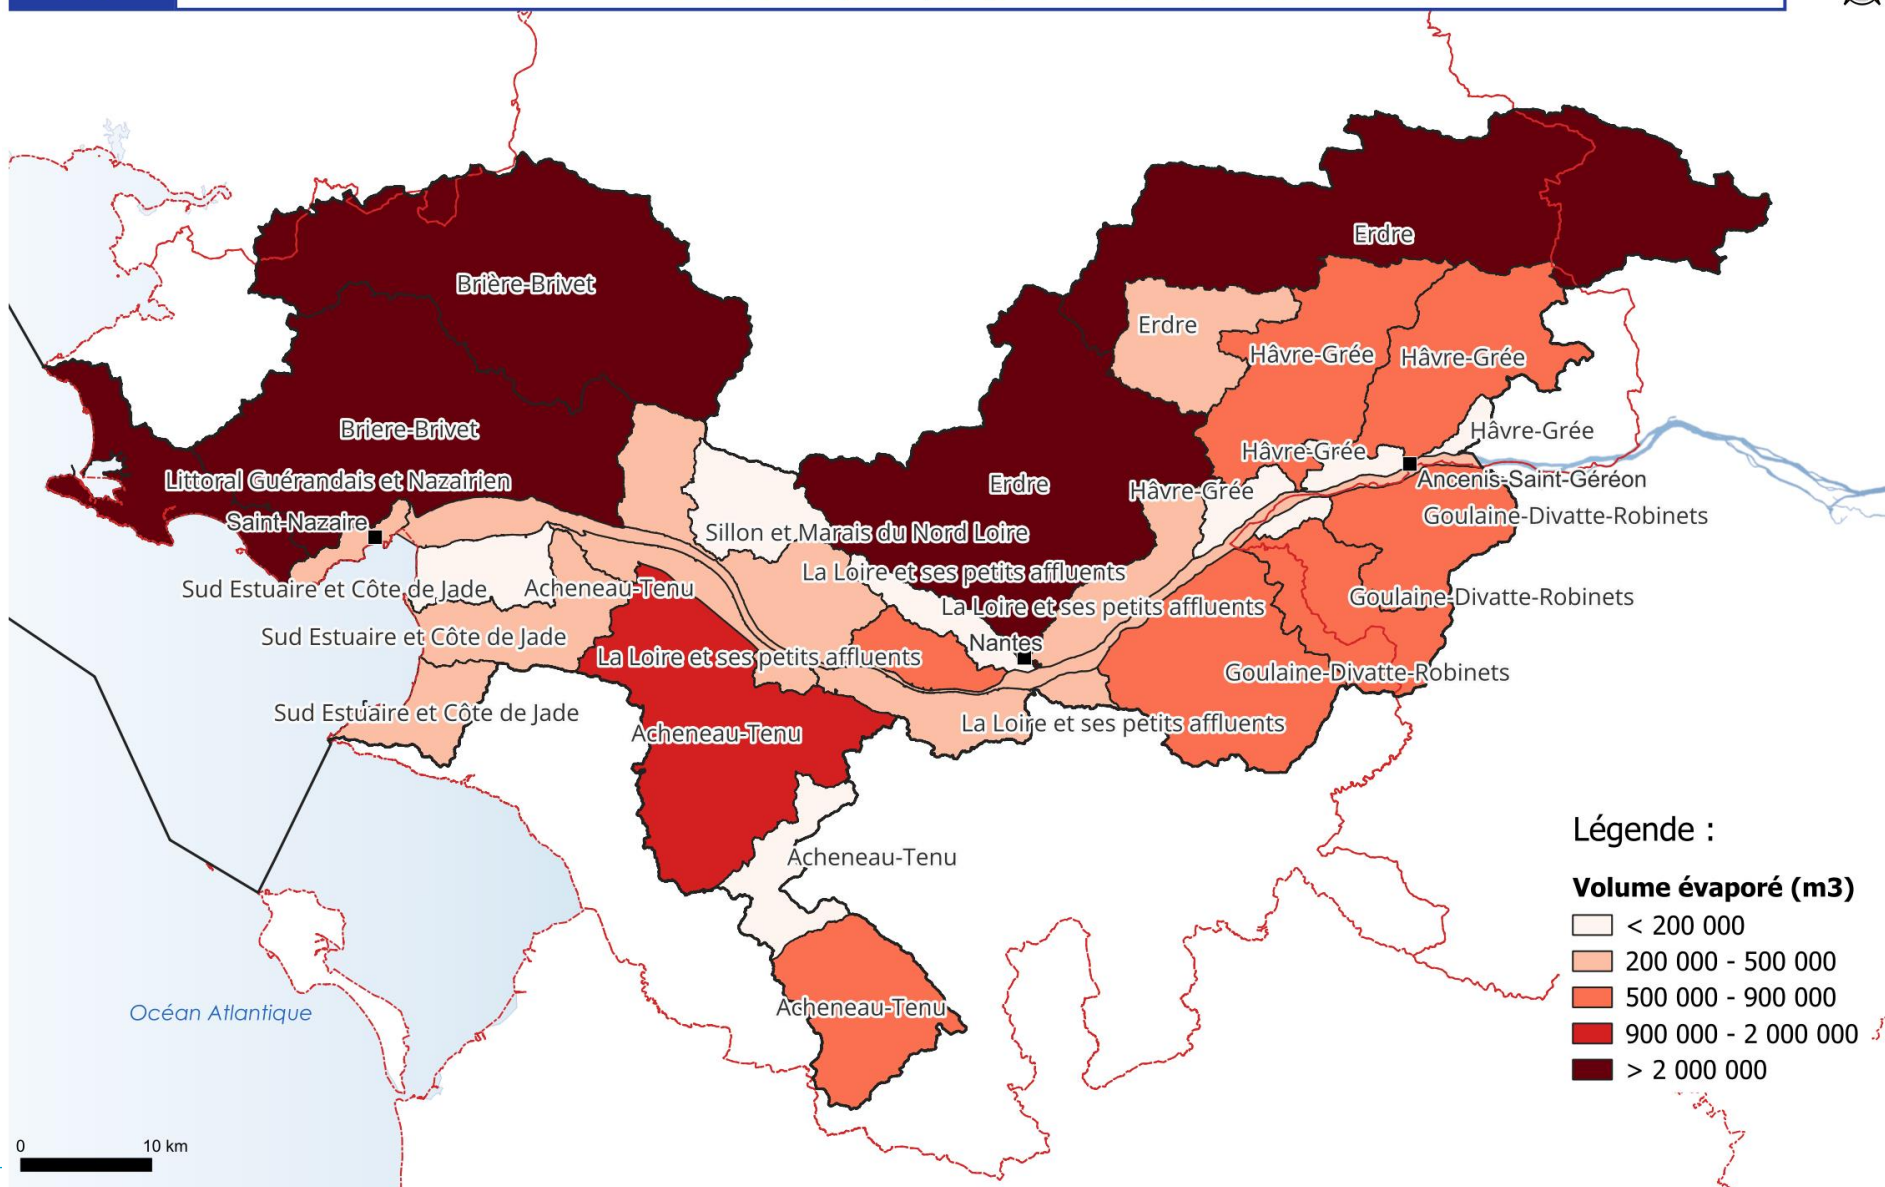 Erdre
Brière-Brivet
Erdre
Hâvre-Grée
Hâvre-Grée
Briere-Brivet
Hâvre-Grée
Hâvre-Grée
Littoral Guérandais et Nazairien
Erdre
Hâvre-Grée
Ancenis-Saint-Géréon
Saint-Nazaire
Goulaine-Divatte-Robinets
Sillon et Marais du Nord Loire
La Loire et ses petits affluents
Sud Estuaire et Côte de Jade
Acheneau-Tenu
Goulaine-Divatte-Robinets
La Loire et ses petits affluents
Sud Estuaire et Côte de Jade
Nantes
La Loire et ses petits affluents
Goulaine-Divatte-Robinets
Sud Estuaire et Côte de Jade
La Loire et ses petits affluents
Acheneau-Tenu
Acheneau-Tenu
Acheneau-Tenu
Océan Atlantique
Légende :
Volume évaporé (m3)
< 200 000
200 000 - 500 000
500 000 - 900 000
900 000 - 2 000 000
> 2 000 000
0 10 km